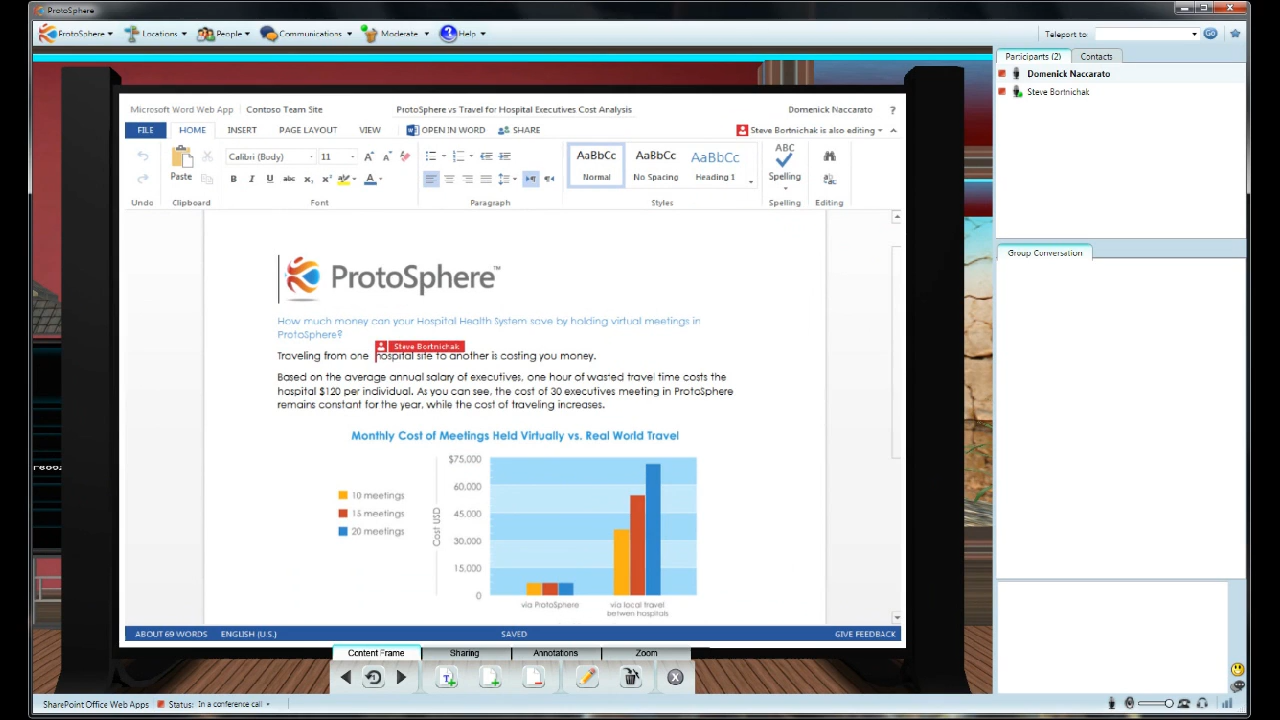 ProtoSphere
ProtoSphere Locations People Communications Moderate Help Teleport to:
Go
Participants (2) Contacts
Domenick Naccarato
Steve Bortnichak
Group Conversation
Microsoft Word Web App Contoso Team Site ProtoSphere vs Travel for Hospital Executives Cost Analysis Domenick Naccarato ?
FILE HOME INSERT PAGE LAYOUT VIEW OPEN IN WORD SHARE Steve Bortnichak is also editing
Paste
Calibri (Body) 11
B I U abc x₂ x² ab A
AaBbCc AaBbCc AaBbCc
Normal No Spacing Heading 1
ABC
Spelling
Undo Clipboard Font Paragraph Styles Spelling Editing
ProtoSphere™
How much money can your Hospital Health System save by holding virtual meetings in
ProtoSphere?
Steve Bortnichak
Traveling from one hospital site to another is costing you money.
Based on the average annual salary of executives, one hour of wasted travel time costs the
hospital $120 per individual. As you can see, the cost of 30 executives meeting in ProtoSphere
remains constant for the year, while the cost of traveling increases.
Monthly Cost of Meetings Held Virtually vs. Real World Travel
$75,000
60,000
45,000
30,000
15,000
0
Cost USD
10 meetings
15 meetings
20 meetings
via ProtoSphere
via local travel
betwen hospitals
ABOUT 69 WORDS ENGLISH (U.S.) SAVED GIVE FEEDBACK
Content Frame Sharing Annotatons Zoom
SharePoint Office Web Apps Status: In a conference call